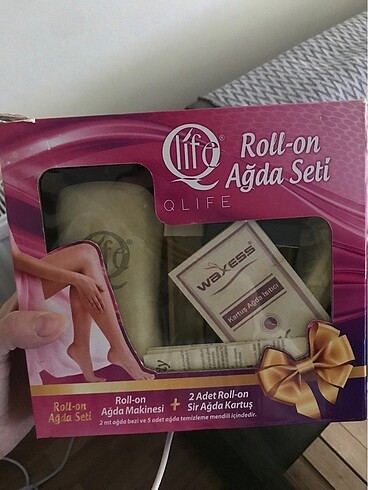 Qlife®
QLIFE
Roll-on
Ağda Seti
Qlife
waxess
Kartuş Ağda Isıtıcı
Roll-on
Ağda Seti
Roll-on
Ağda Makinesi
+
2 Adet Roll-on
Sir Ağda Kartuş
2 mt ağda bezi ve 5 adet ağda temizleme mendili içindedir.